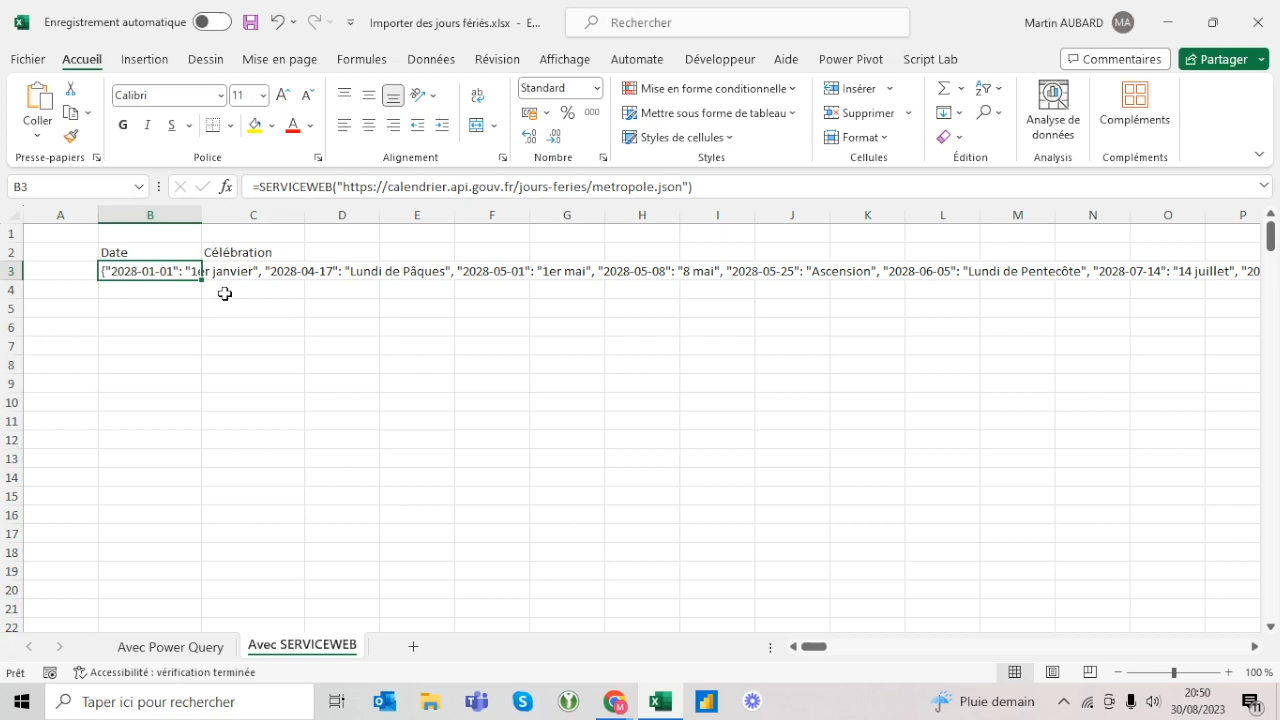 Enregistrement automatique
Importer des jours fériés.xlsx - E...
Rechercher
Martin AUBARD
MA
Fichier
Accueil
Insertion
Dessin
Mise en page
Formules
Données
Révision
Affichage
Automate
Développeur
Aide
Power Pivot
Script Lab
Commentaires
Partager
Coller
Presse-papiers
Calibri
11
G
I
S
Police
Alignement
Standard
%
000
Nombre
Mise en forme conditionnelle
Mettre sous forme de tableau
Styles de cellules
Styles
Insérer
Supprimer
Format
Cellules
Édition
Analyse de
données
Analysis
Compléments
Compléments
B3
fx
=SERVICEWEB("https://calendrier.api.gouv.fr/jours-feries/metropole.json")
A B C D E F G H I J K L M N O P
1
2 Date Célébration
3 {"2028-01-01": "1er janvier", "2028-04-17": "Lundi de Pâques", "2028-05-01": "1er mai", "2028-05-08": "8 mai", "2028-05-25": "Ascension", "2028-06-05": "Lundi de Pentecôte", "2028-07-14": "14 juillet", "20
4
5
6
7
8
9
10
11
12
13
14
15
16
17
18
19
20
21
22
Avec Power Query
Avec SERVICEWEB
Prêt
Accessibilité : vérification terminée
100 %
Taper ici pour rechercher
Pluie demain
20:50
30/08/2023